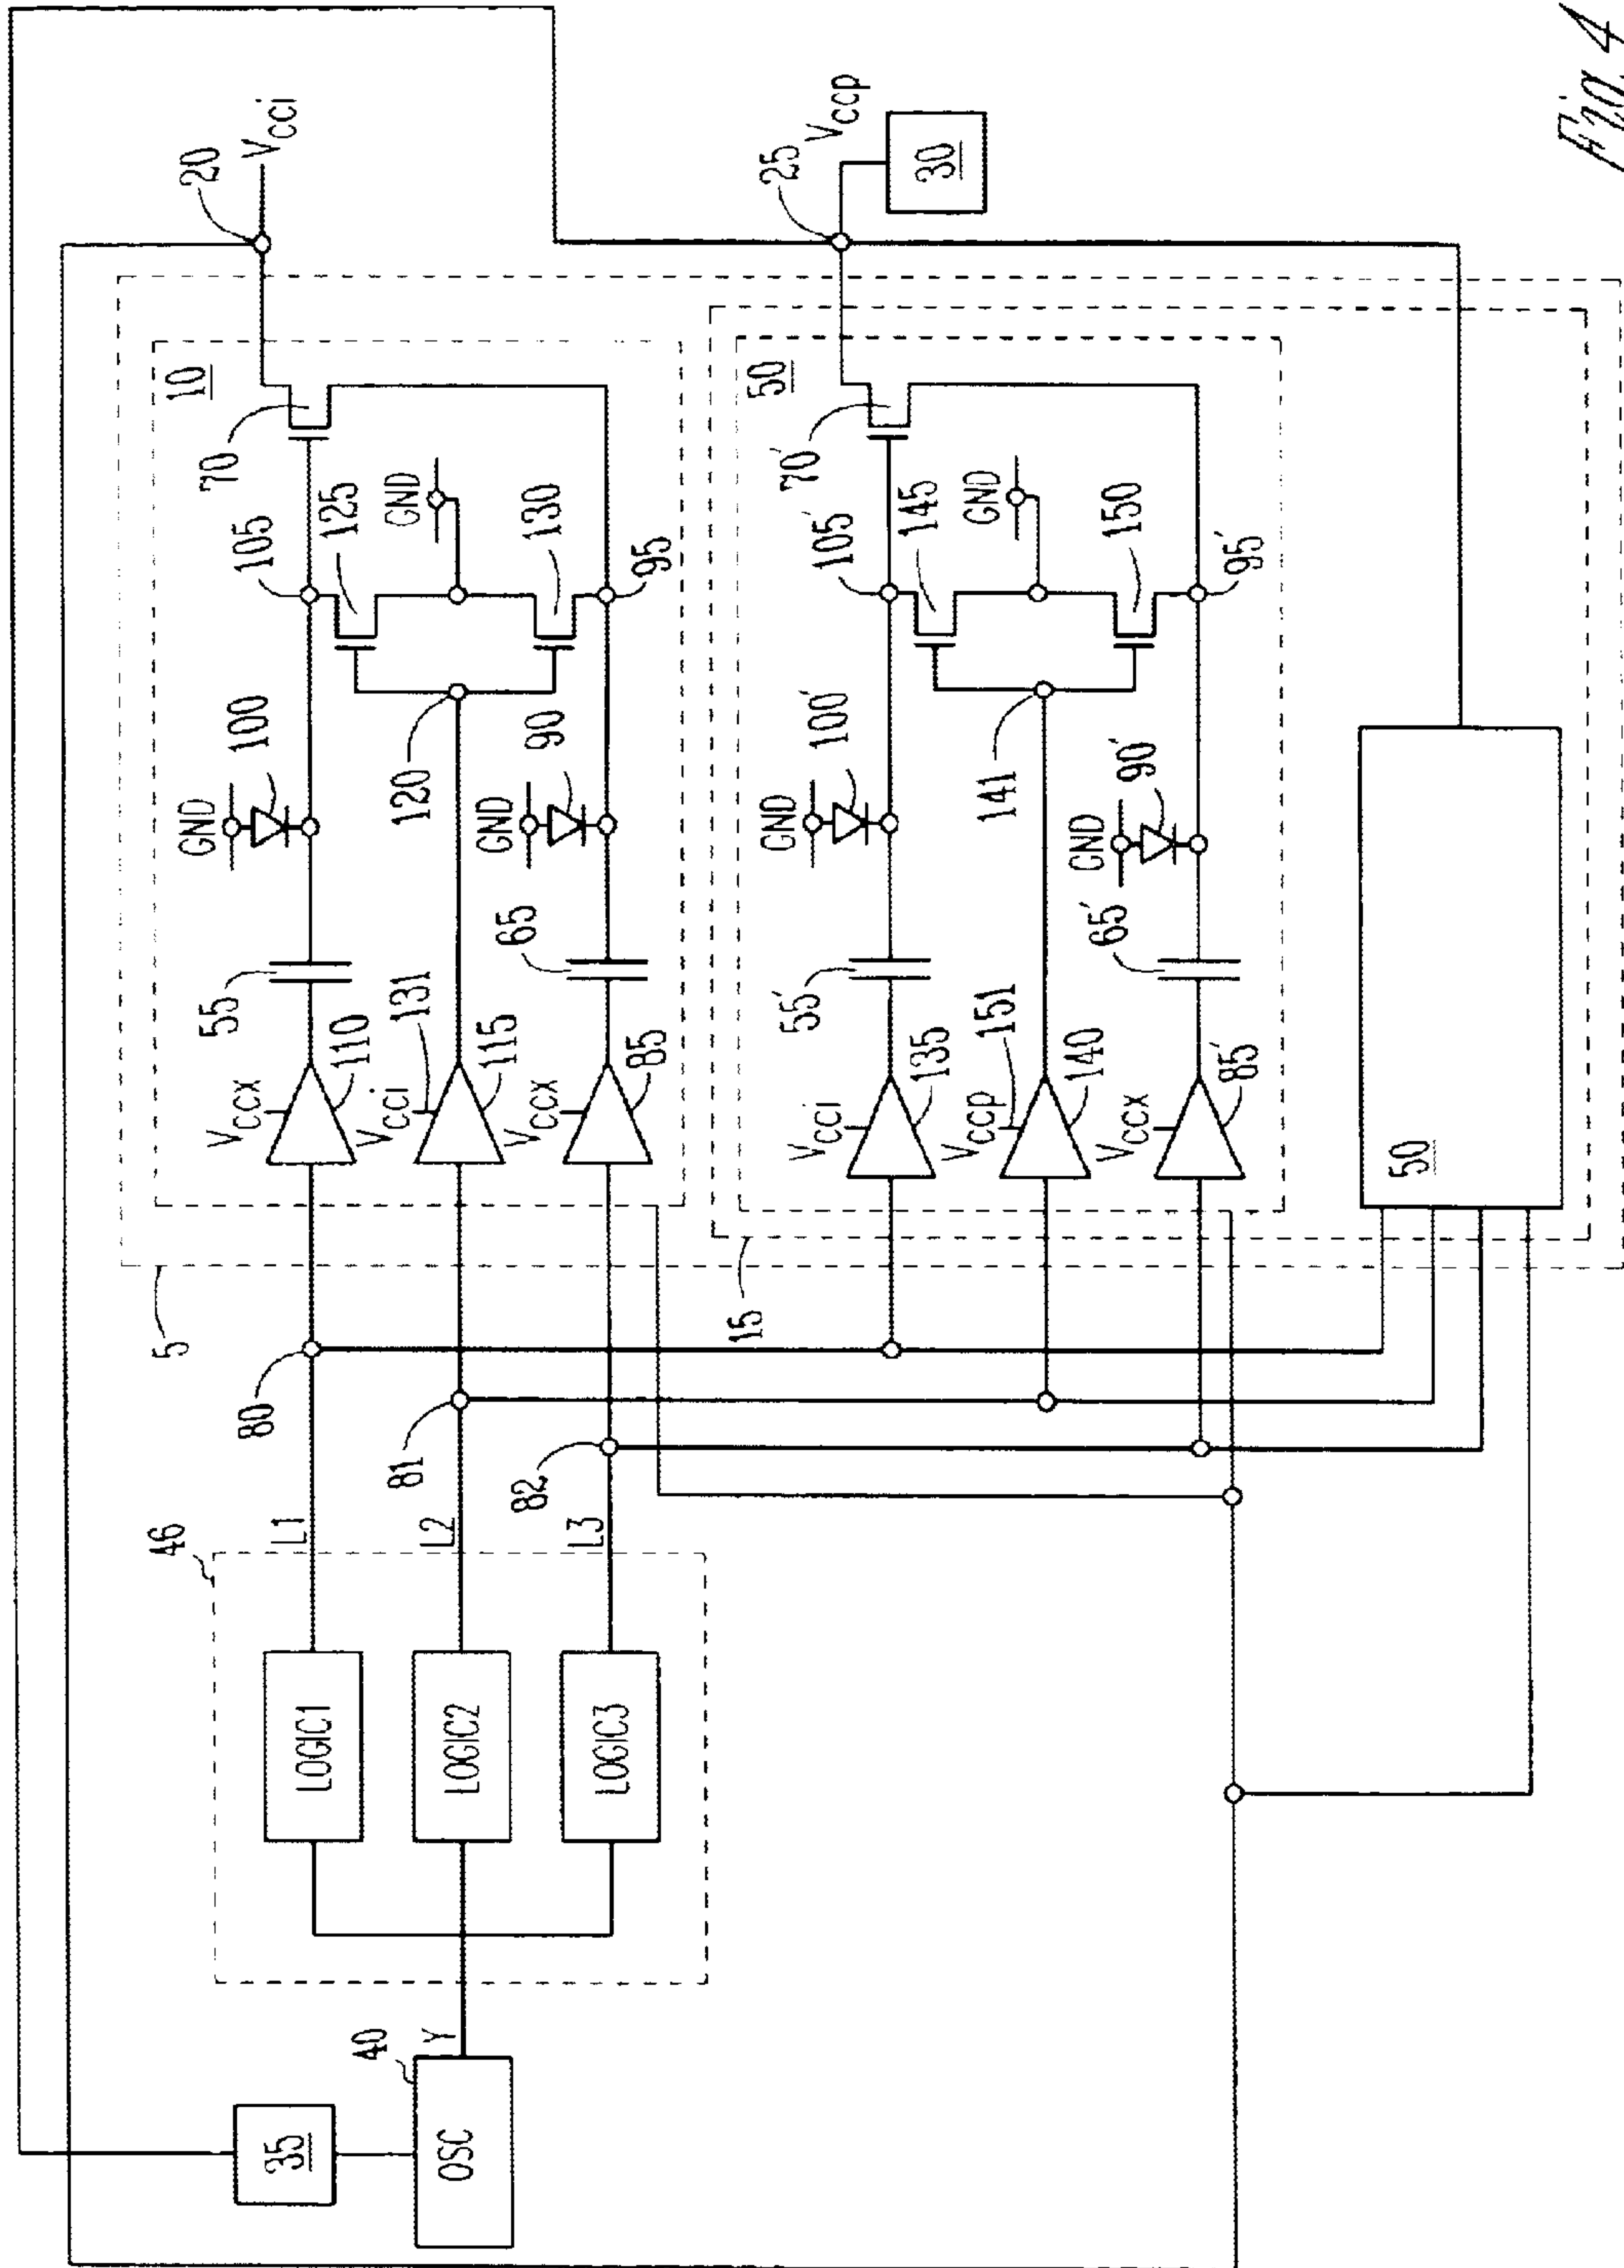 Fig. 4
35
40
OSC
Y
46
LOGIC1
LOGIC2
LOGIC3
L1
L2
L3
80
81
82
5
10
Vccx
110
55
GND
100
105
70
20
Vcci
Vcci
131
115
120
125
GND
130
Vccx
85
65
GND
90
95
15
50
Vcci
135
55'
GND
100'
105'
70'
25
Vccp
30
Vccp
151
140
141
145
GND
150
Vccx
85'
65'
GND
90'
95'
50